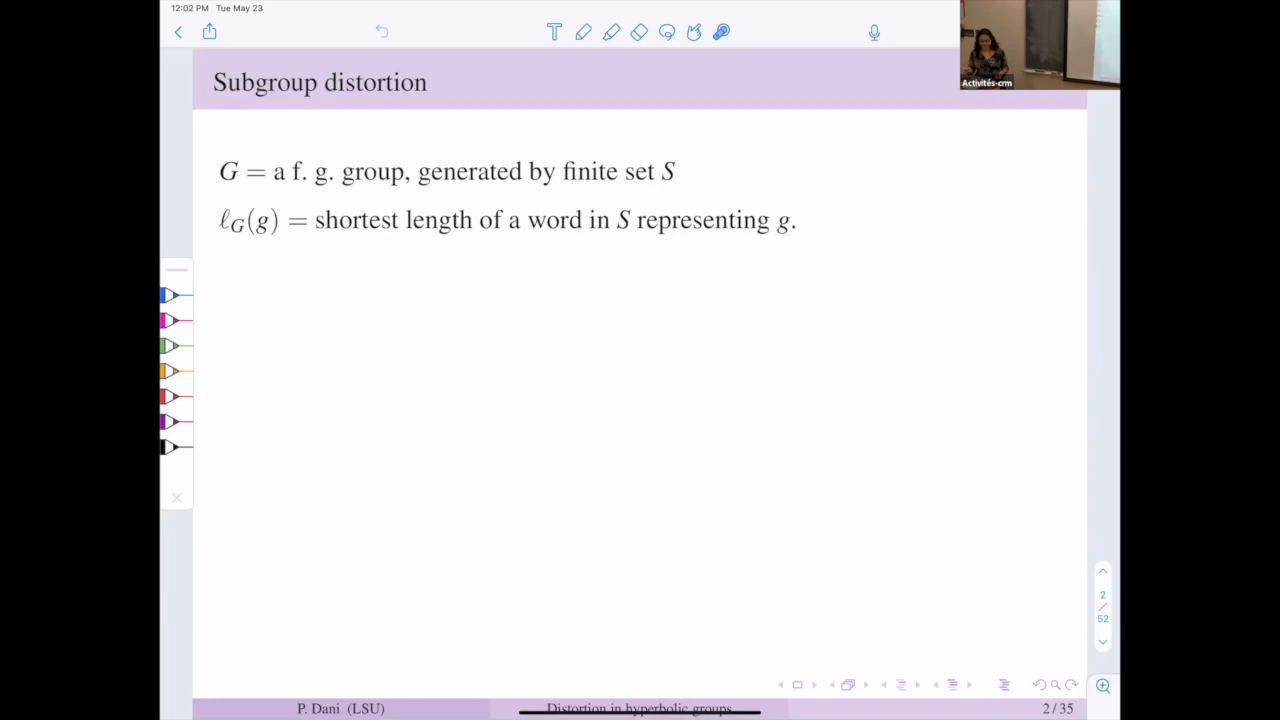 12:02 PM Tue May 23
Activités-crm
Subgroup distortion
G = a f. g. group, generated by finite set S
ℓ_G(g) = shortest length of a word in S representing g.
2
/
52
P. Dani (LSU) Distortion in hyperbolic groups 2 / 35